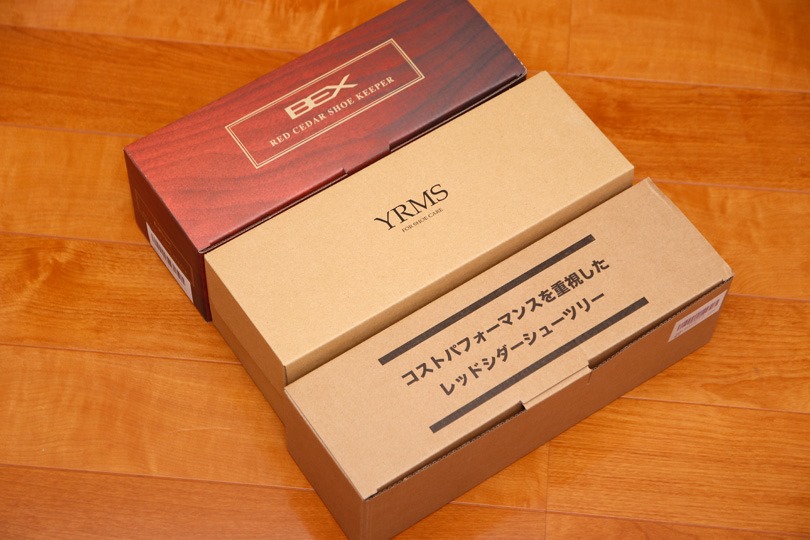 BEX
RED CEDAR SHOE KEEPER
YRMS
FOR SHOE CARE
コストパフォーマンスを重視した
レッドシダーシューツリー